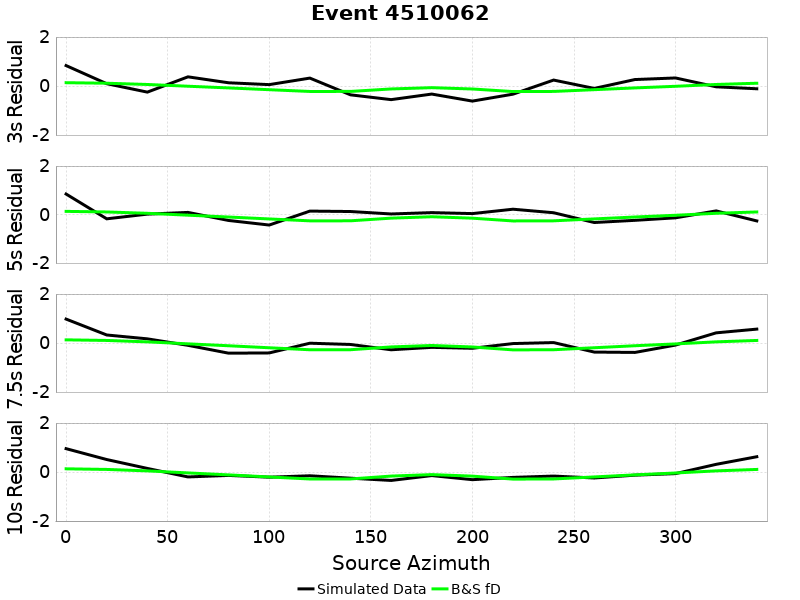 Event 4510062
3s Residual
2
0
-2
5s Residual
2
0
-2
7.5s Residual
2
0
-2
10s Residual
2
0
-2
0 50 100 150 200 250 300
Source Azimuth
Simulated Data B&S fD